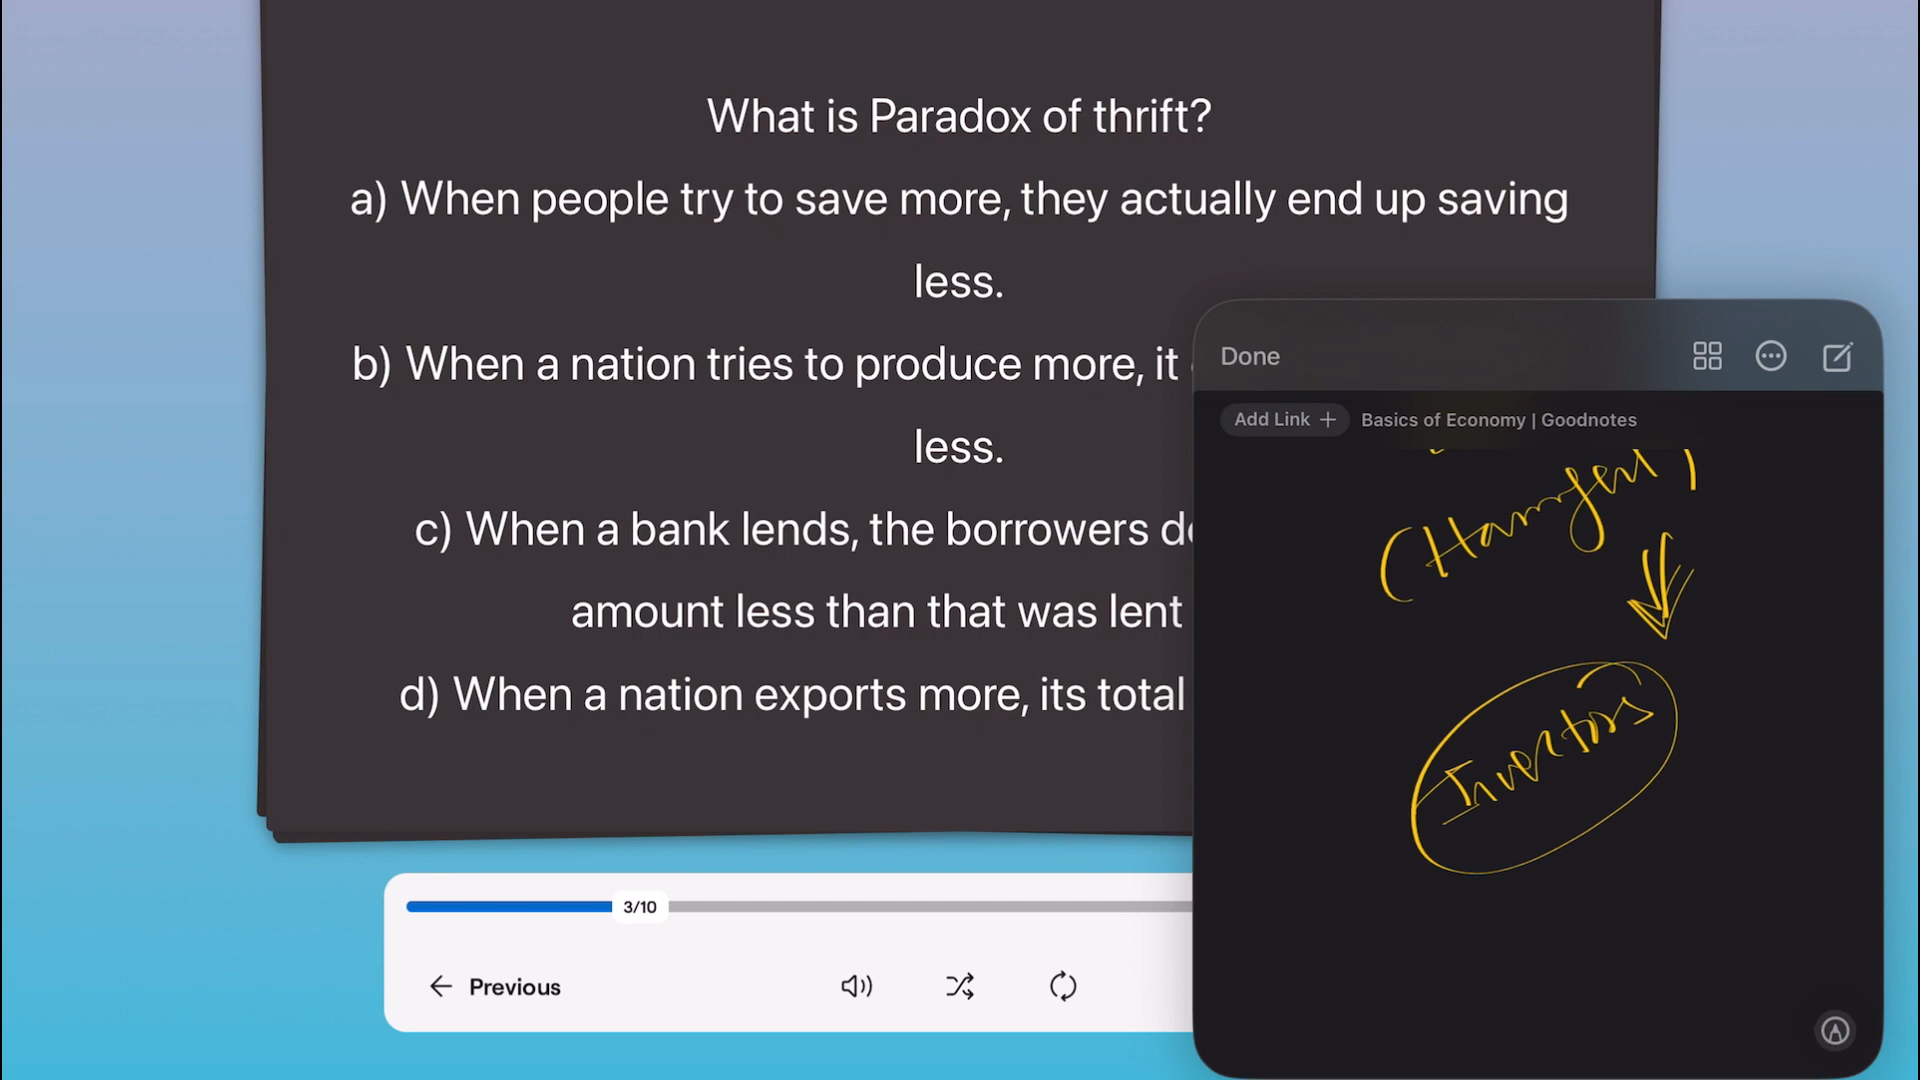 What is Paradox of thrift?
a) When people try to save more, they actually end up saving
less.
b) When a nation tries to produce more, it
less.
c) When a bank lends, the borrowers
amount less than that was lent
d) When a nation exports more, its total
Done
Add Link + Basics of Economy | Goodnotes
Investors
3/10
Previous